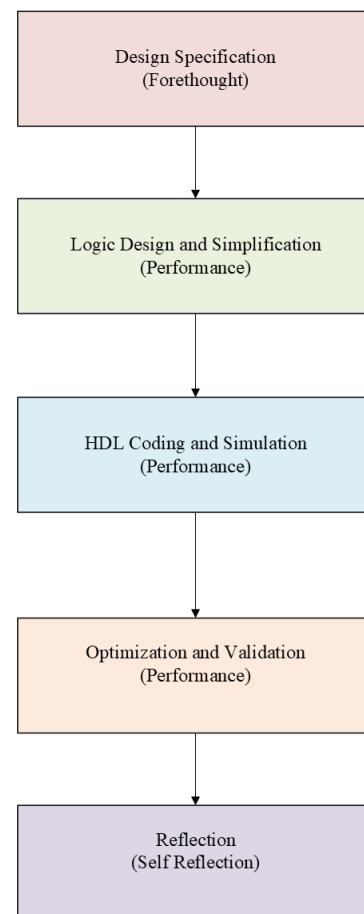 Design Specification
(Forethought)
Logic Design and Simplification
(Performance)
HDL Coding and Simulation
(Performance)
Optimization and Validation
(Performance)
Reflection
(Self Reflection)